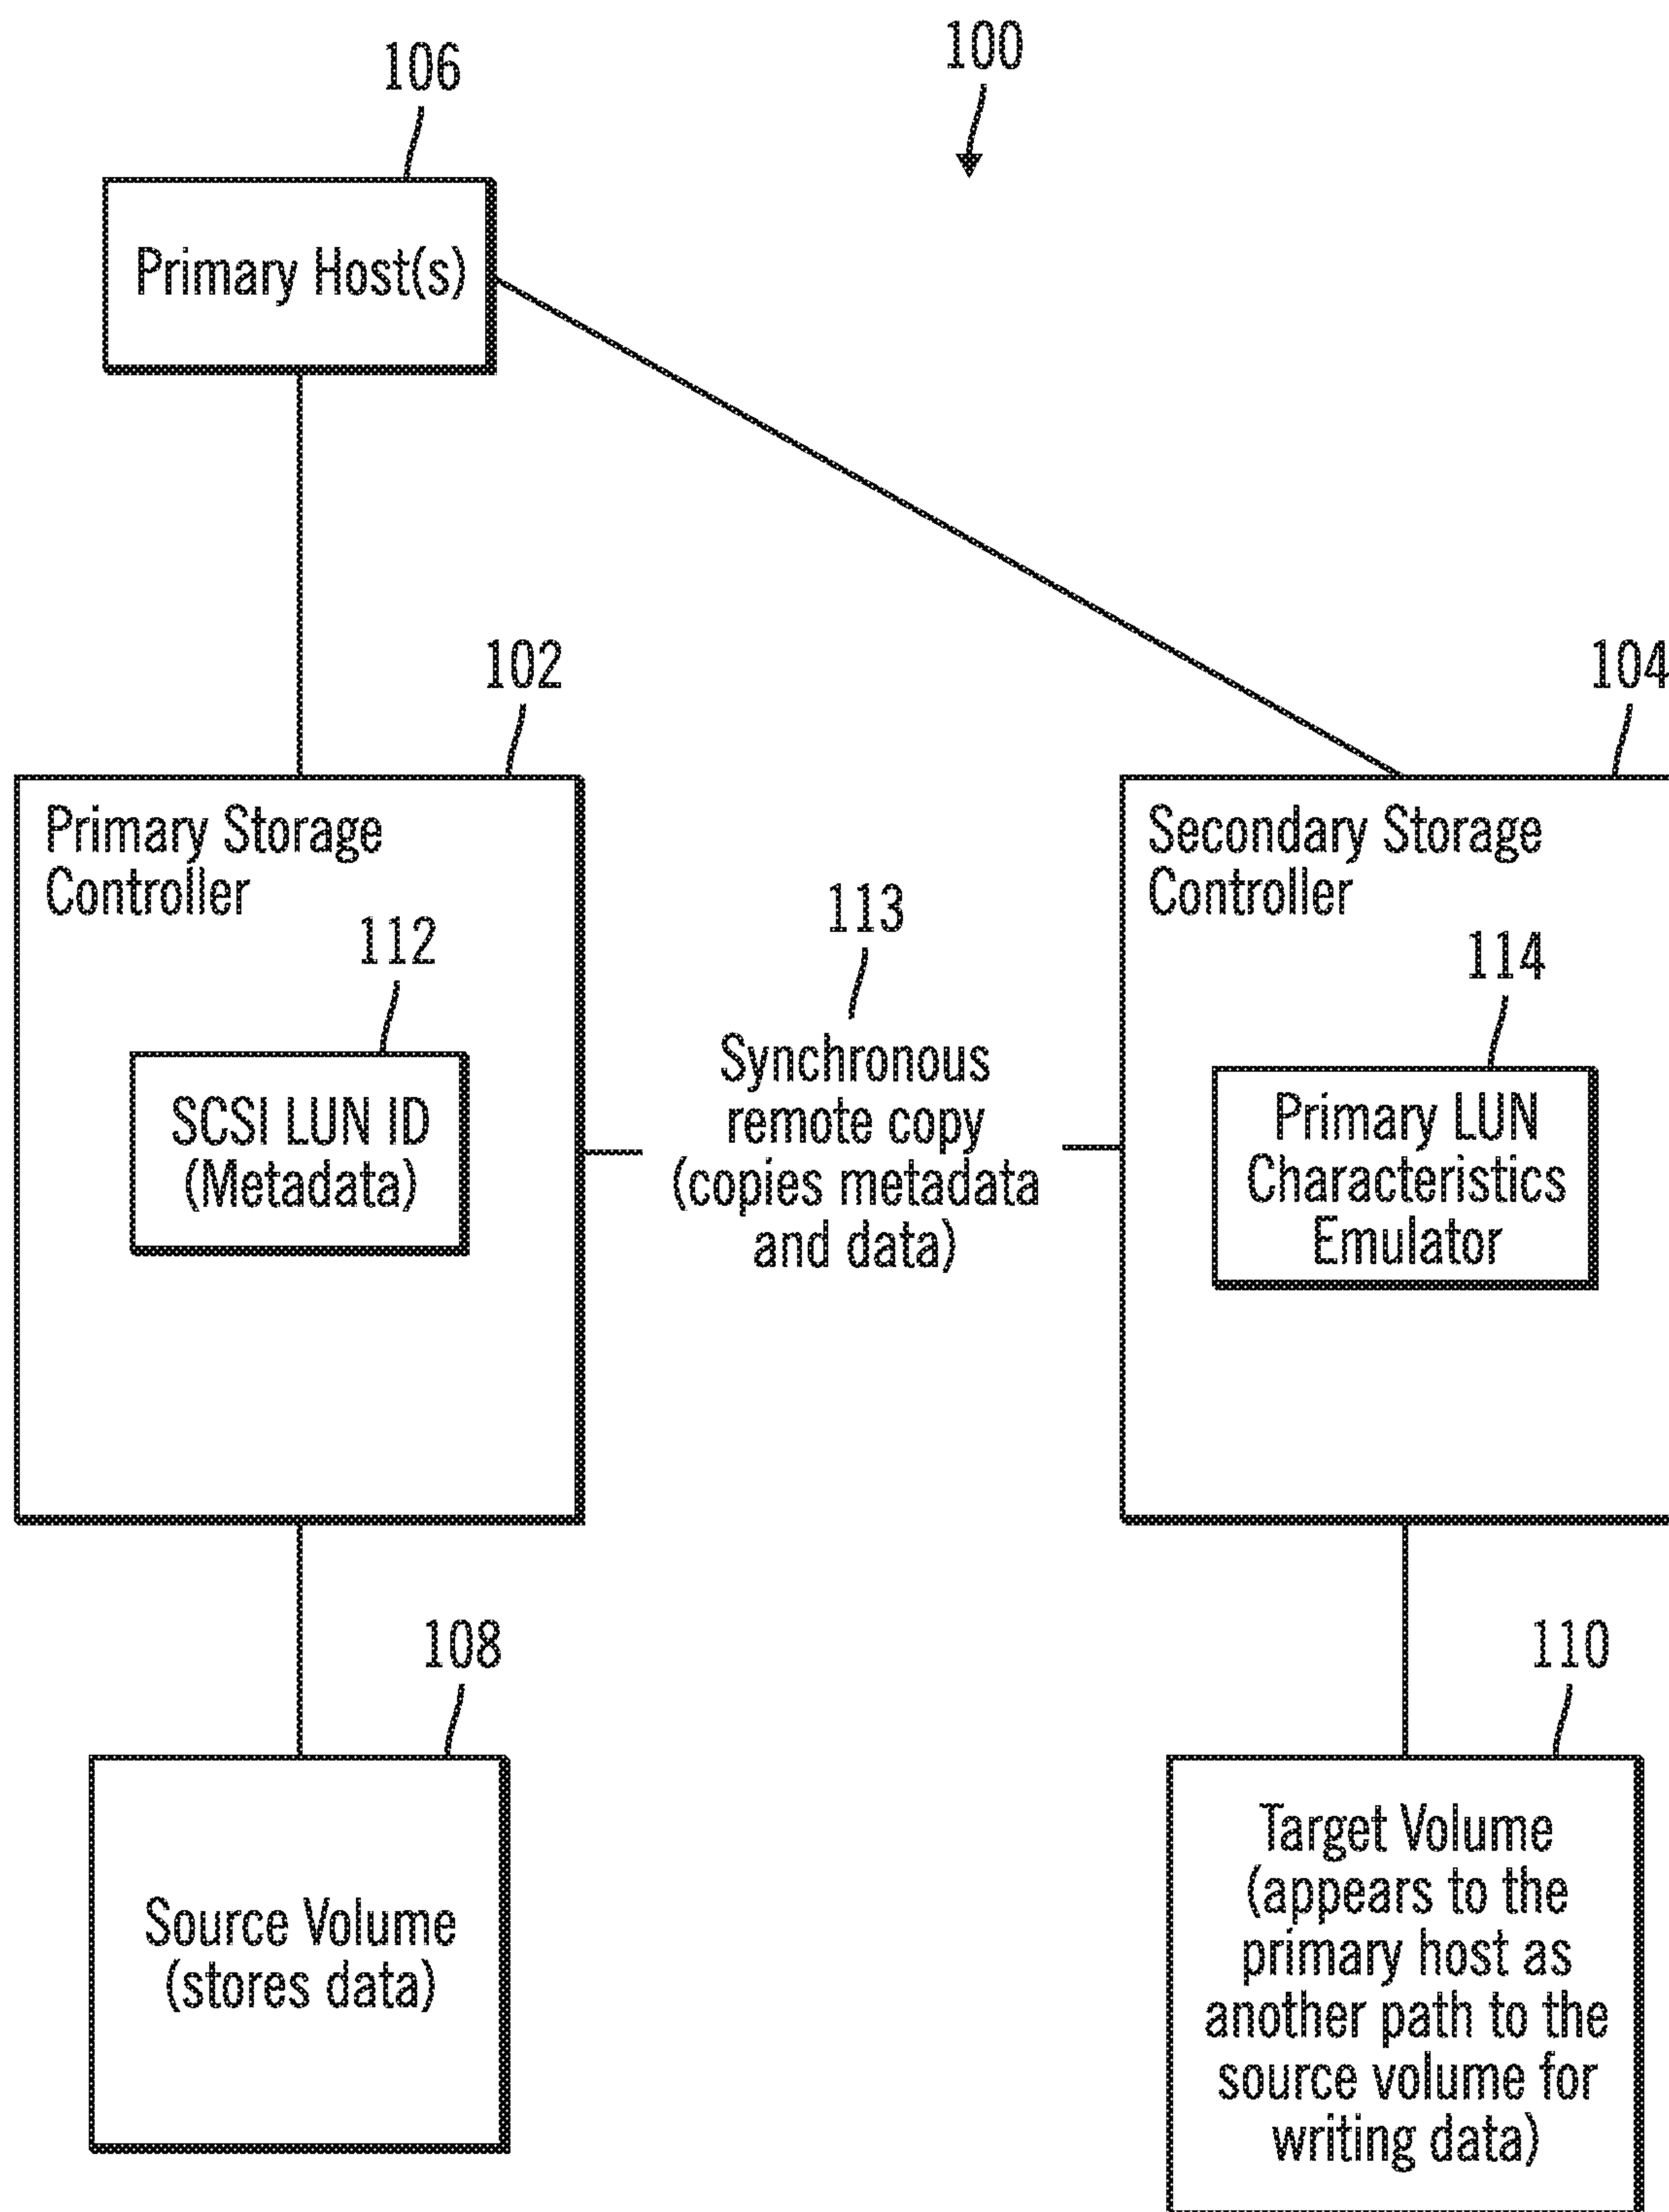 100
106
Primary Host(s)
102
104
Primary Storage
Controller
Secondary Storage
Controller
113
112
114
SCSI LUN ID
(Metadata)
Synchronous
remote copy
(copies metadata
and data)
Primary LUN
Characteristics
Emulator
108
110
Source Volume
(stores data)
Target Volume
(appears to the
primary host as
another path to the
source volume for
writing data)